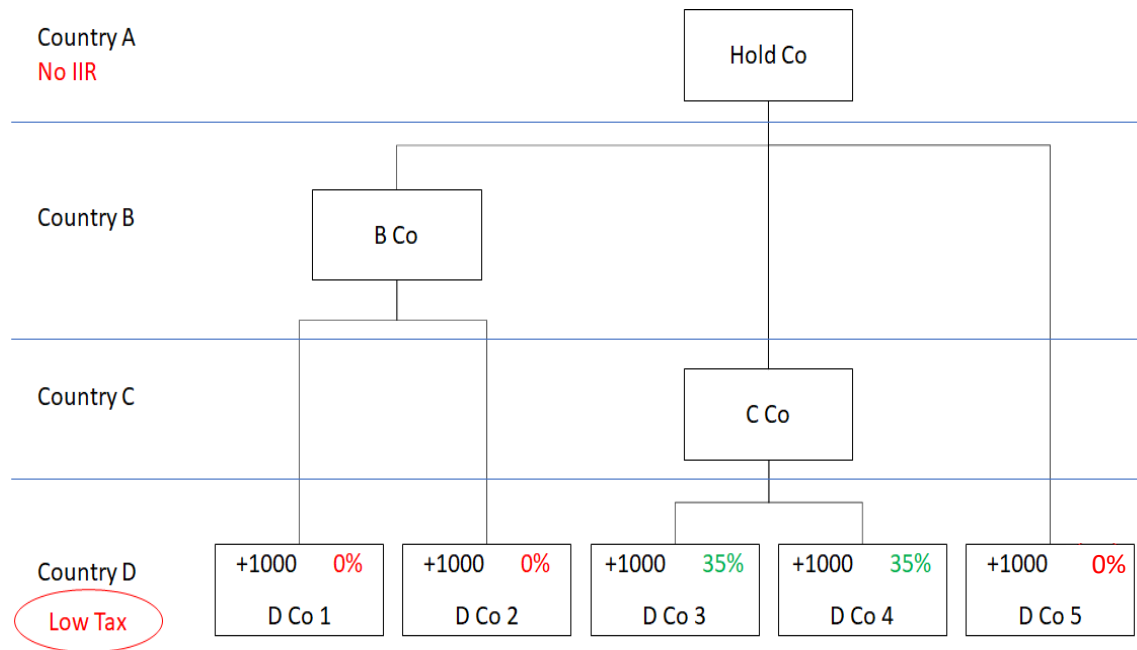 Country A
No IIR
Hold Co
Country B
B Co
Country C
C Co
Country D
Low Tax
+1000 0%
D Co 1
+1000 0%
D Co 2
+1000 35%
D Co 3
+1000 35%
D Co 4
+1000 0%
D Co 5